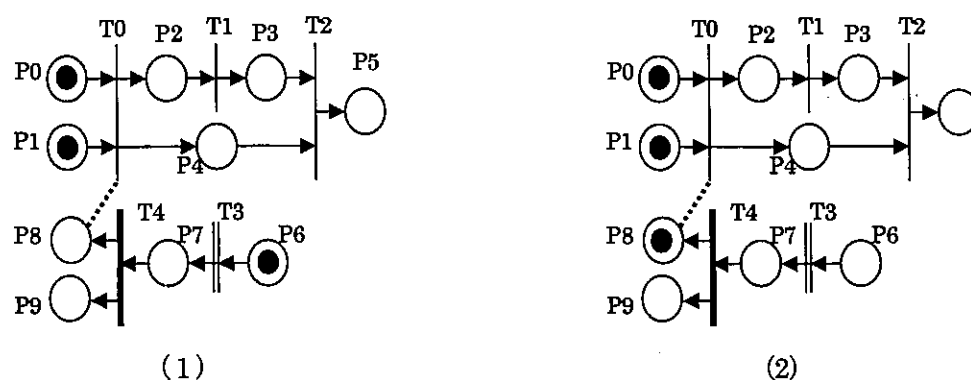 T0 P2 T1 P3 T2
P5
P0
P1
P4
P8 T4 P7 T3 P6
P9
(1)
T0 P2 T1 P3 T2
P0
P1
P4
P8 T4 P7 T3 P6
P9
(2)